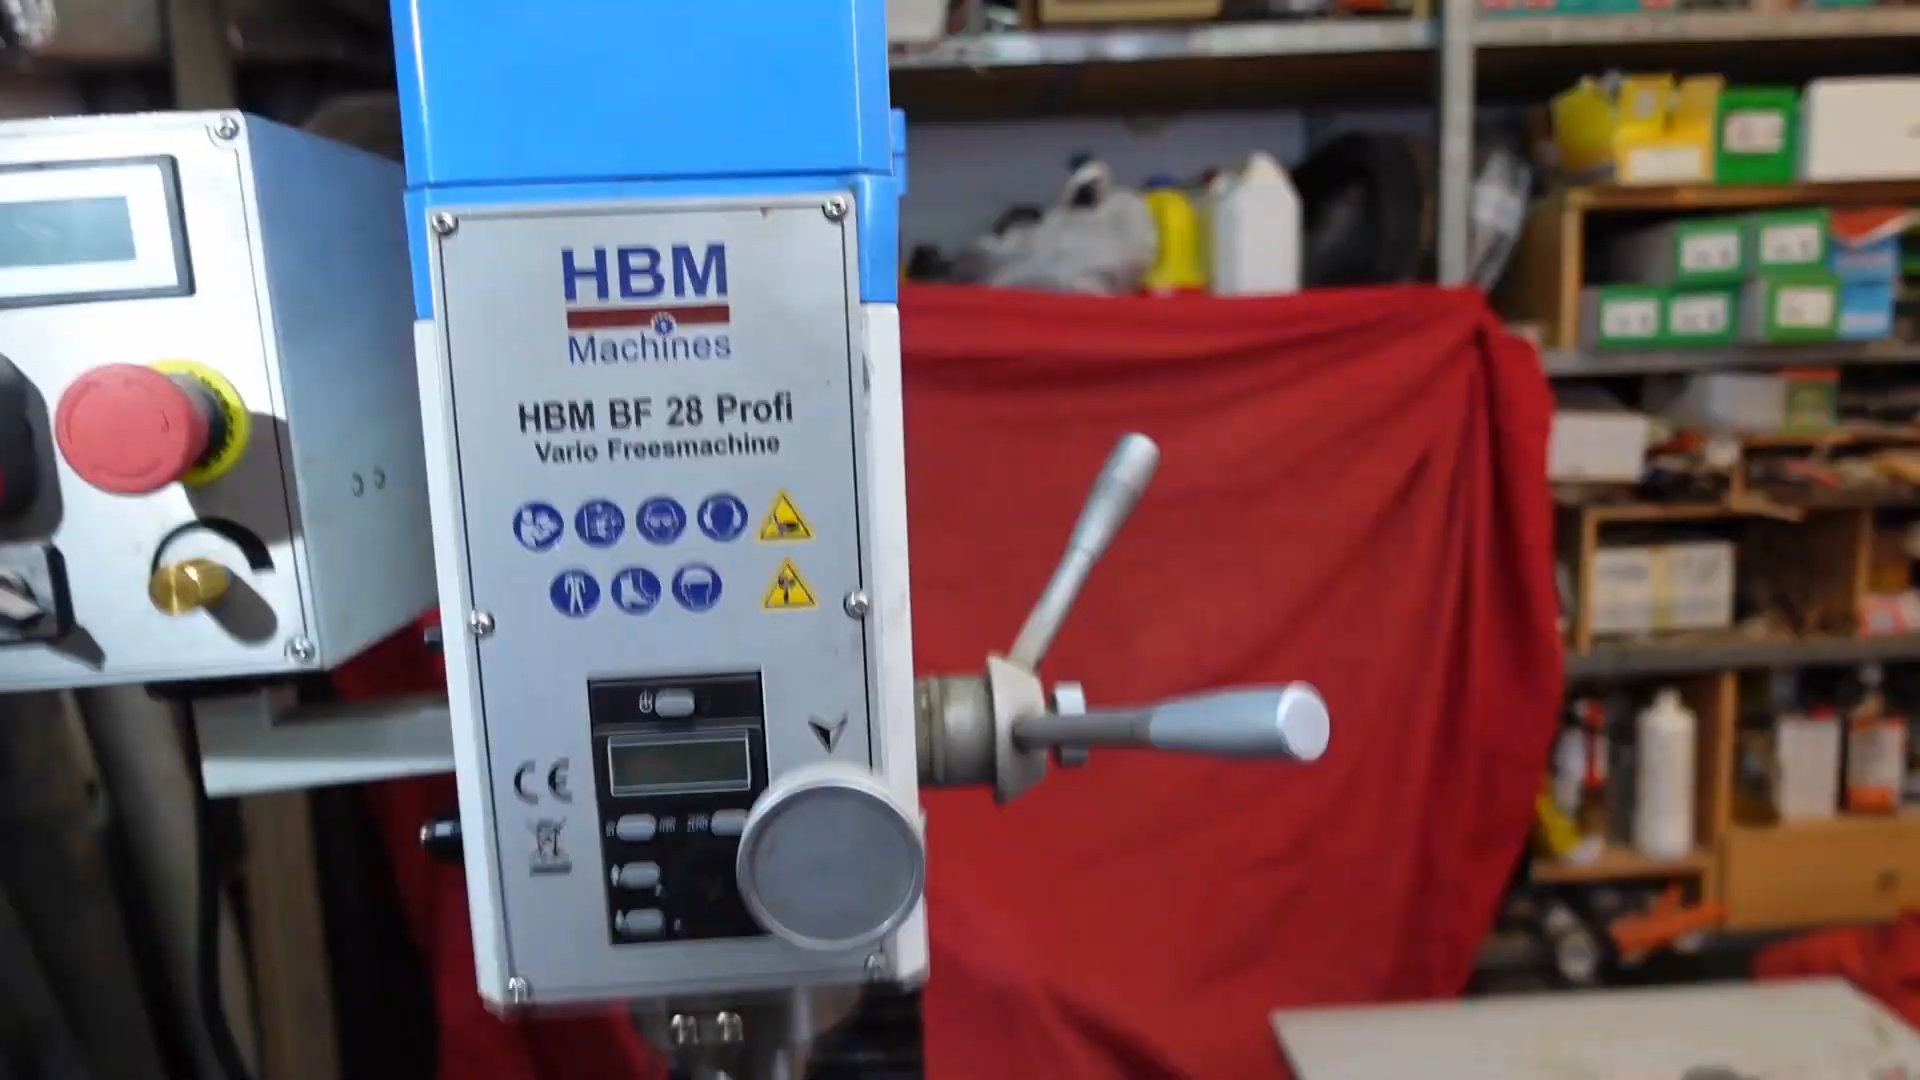 HBM
Machines
HBM BF 28 Profi
Vario Freesmachine
CE